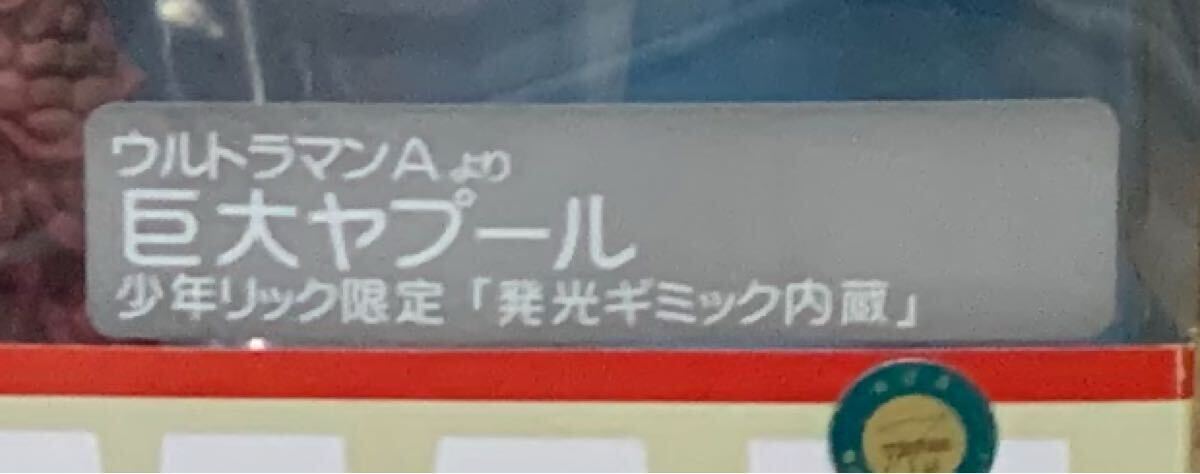 ウルトラマンAより
巨大ヤプール
少年リック限定「発光ギミック内蔵」